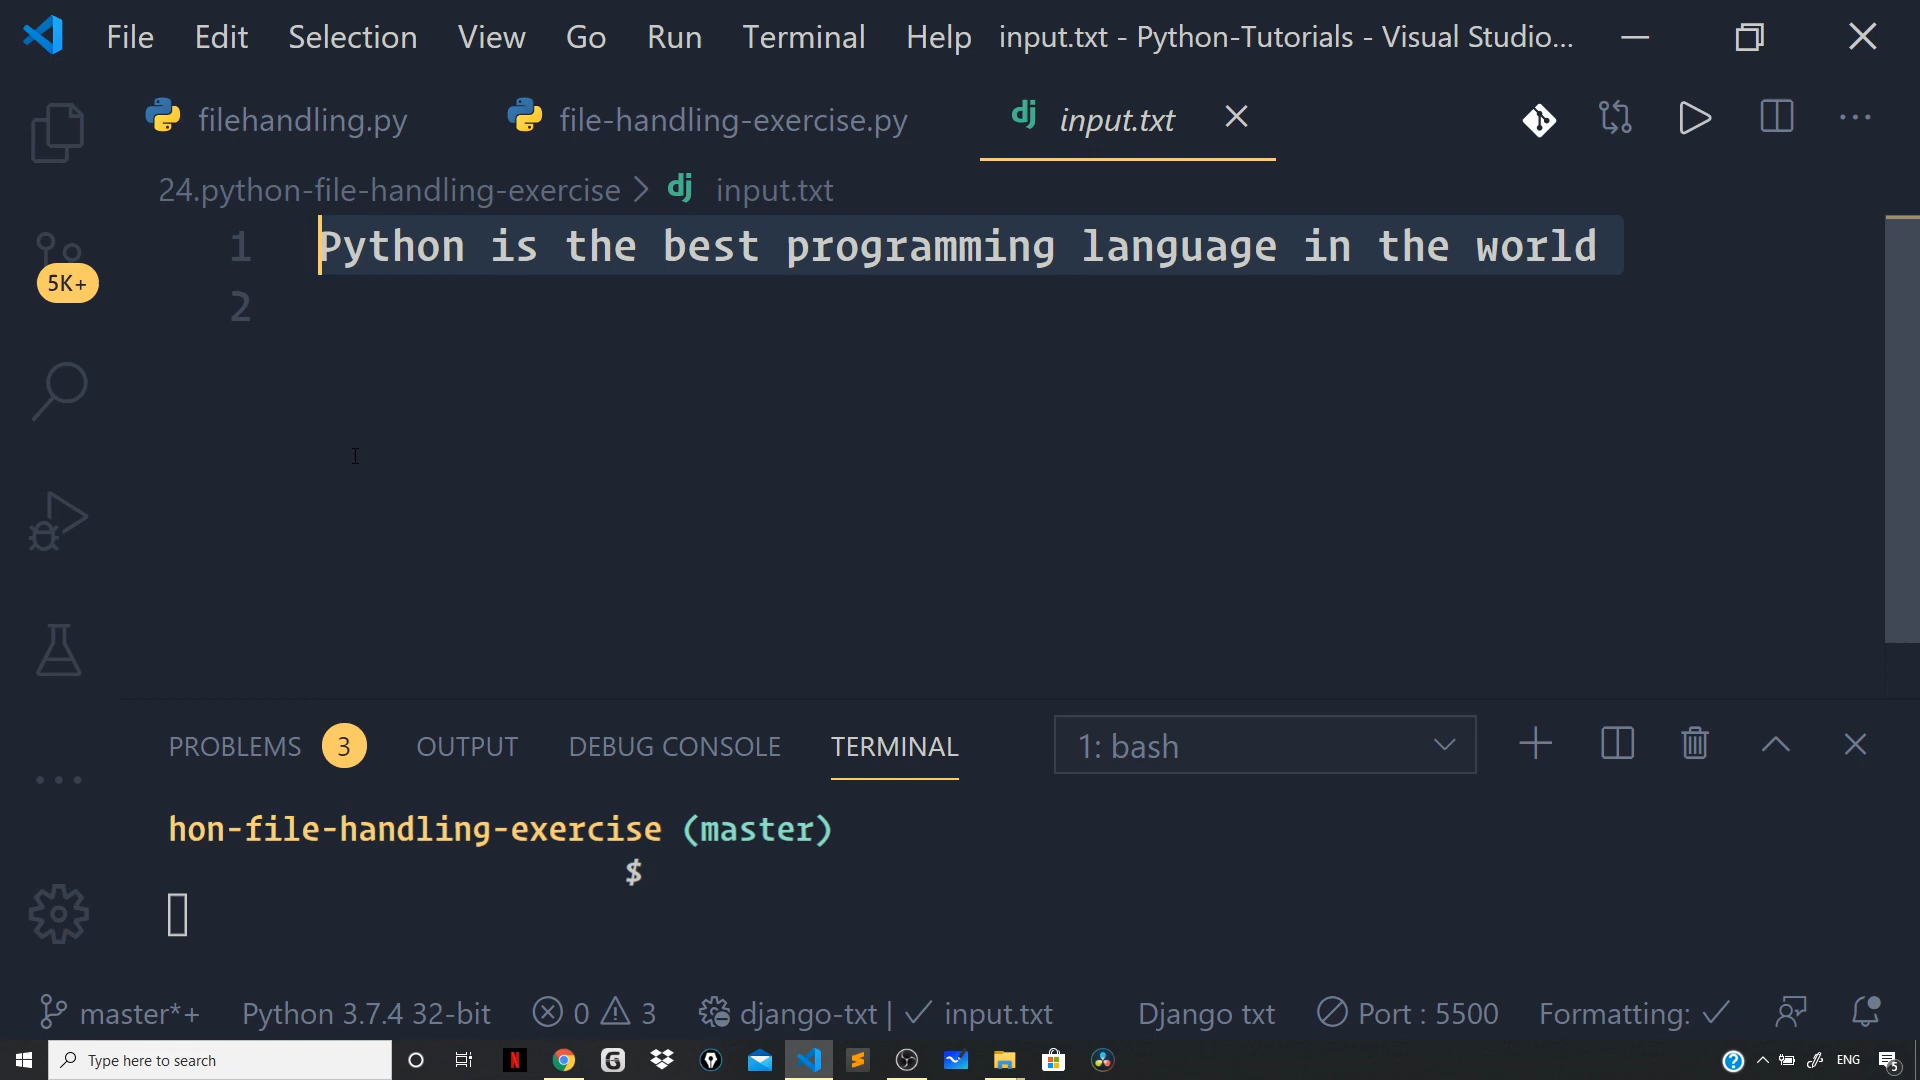 File Edit Selection View Go Run Terminal Help input.txt - Python-Tutorials - Visual Studio...
filehandling.py file-handling-exercise.py dj input.txt
24.python-file-handling-exercise > dj input.txt
1 Python is the best programming language in the world
5K+
2
PROBLEMS 3 OUTPUT DEBUG CONSOLE TERMINAL 1: bash
hon-file-handling-exercise (master)
$
master*+ Python 3.7.4 32-bit 0 3 django-txt | ✓ input.txt Django txt Port : 5500 Formatting: ✓
Type here to search N G S ? ENG 5